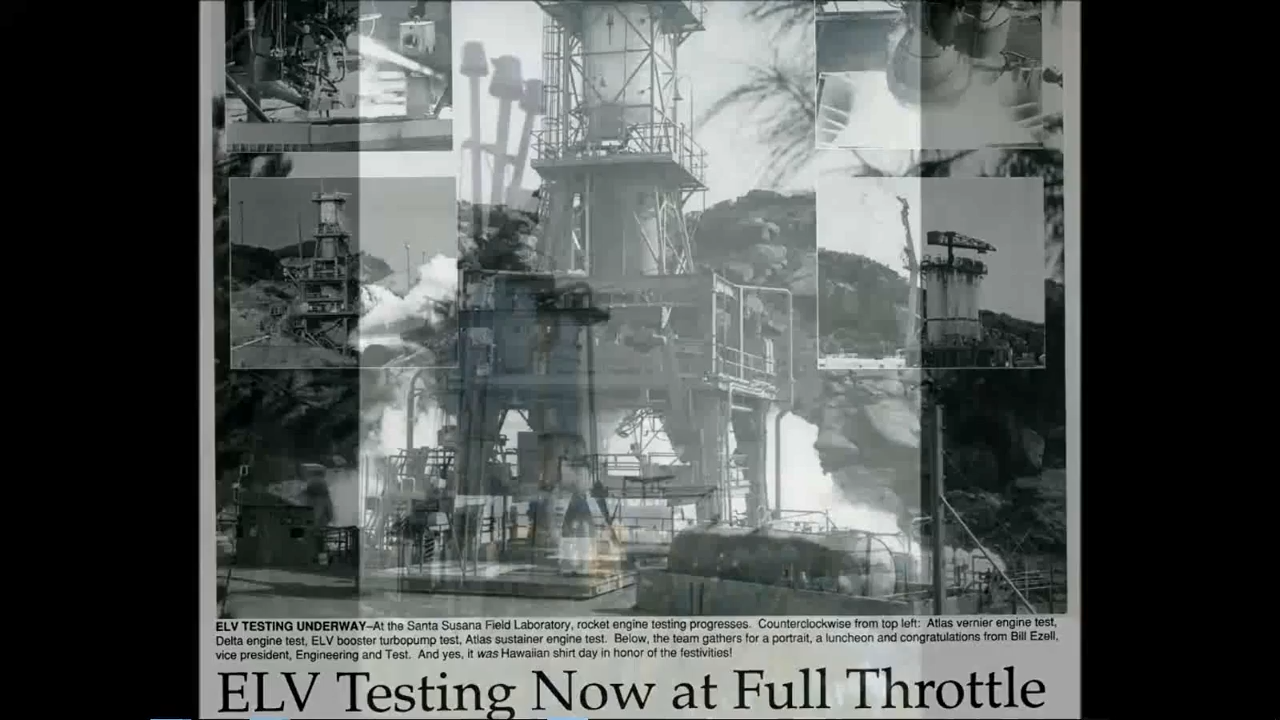 ELV TESTING UNDERWAY–At the Santa Susana Field Laboratory, rocket engine testing progresses. Counterclockwise from top left: Atlas vernier engine test,
Delta engine test, ELV booster turbopump test, Atlas sustainer engine test. Below, the team gathers for a portrait, a luncheon and congratulations from Bill Ezell,
vice president, Engineering and Test. And yes, it was Hawaiian shirt day in honor of the festivities!
ELV Testing Now at Full Throttle